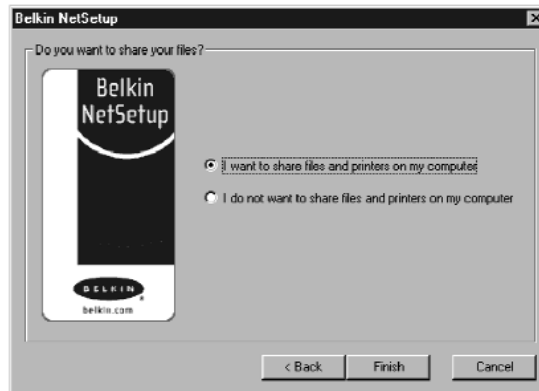 Belkin NetSetup
Do you want to share your files?
Belkin
NetSetup
I want to share files and printers on my computer
I do not want to share files and printers on my computer
BELKIN
belkin.com
< Back
Finish
Cancel